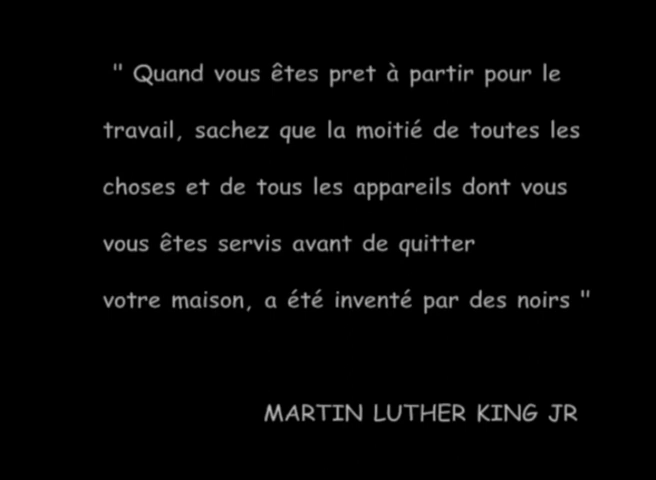 " Quand vous êtes pret à partir pour le
travail, sachez que la moitié de toutes les
choses et de tous les appareils dont vous
vous êtes servis avant de quitter
votre maison, a été inventé par des noirs "
MARTIN LUTHER KING JR